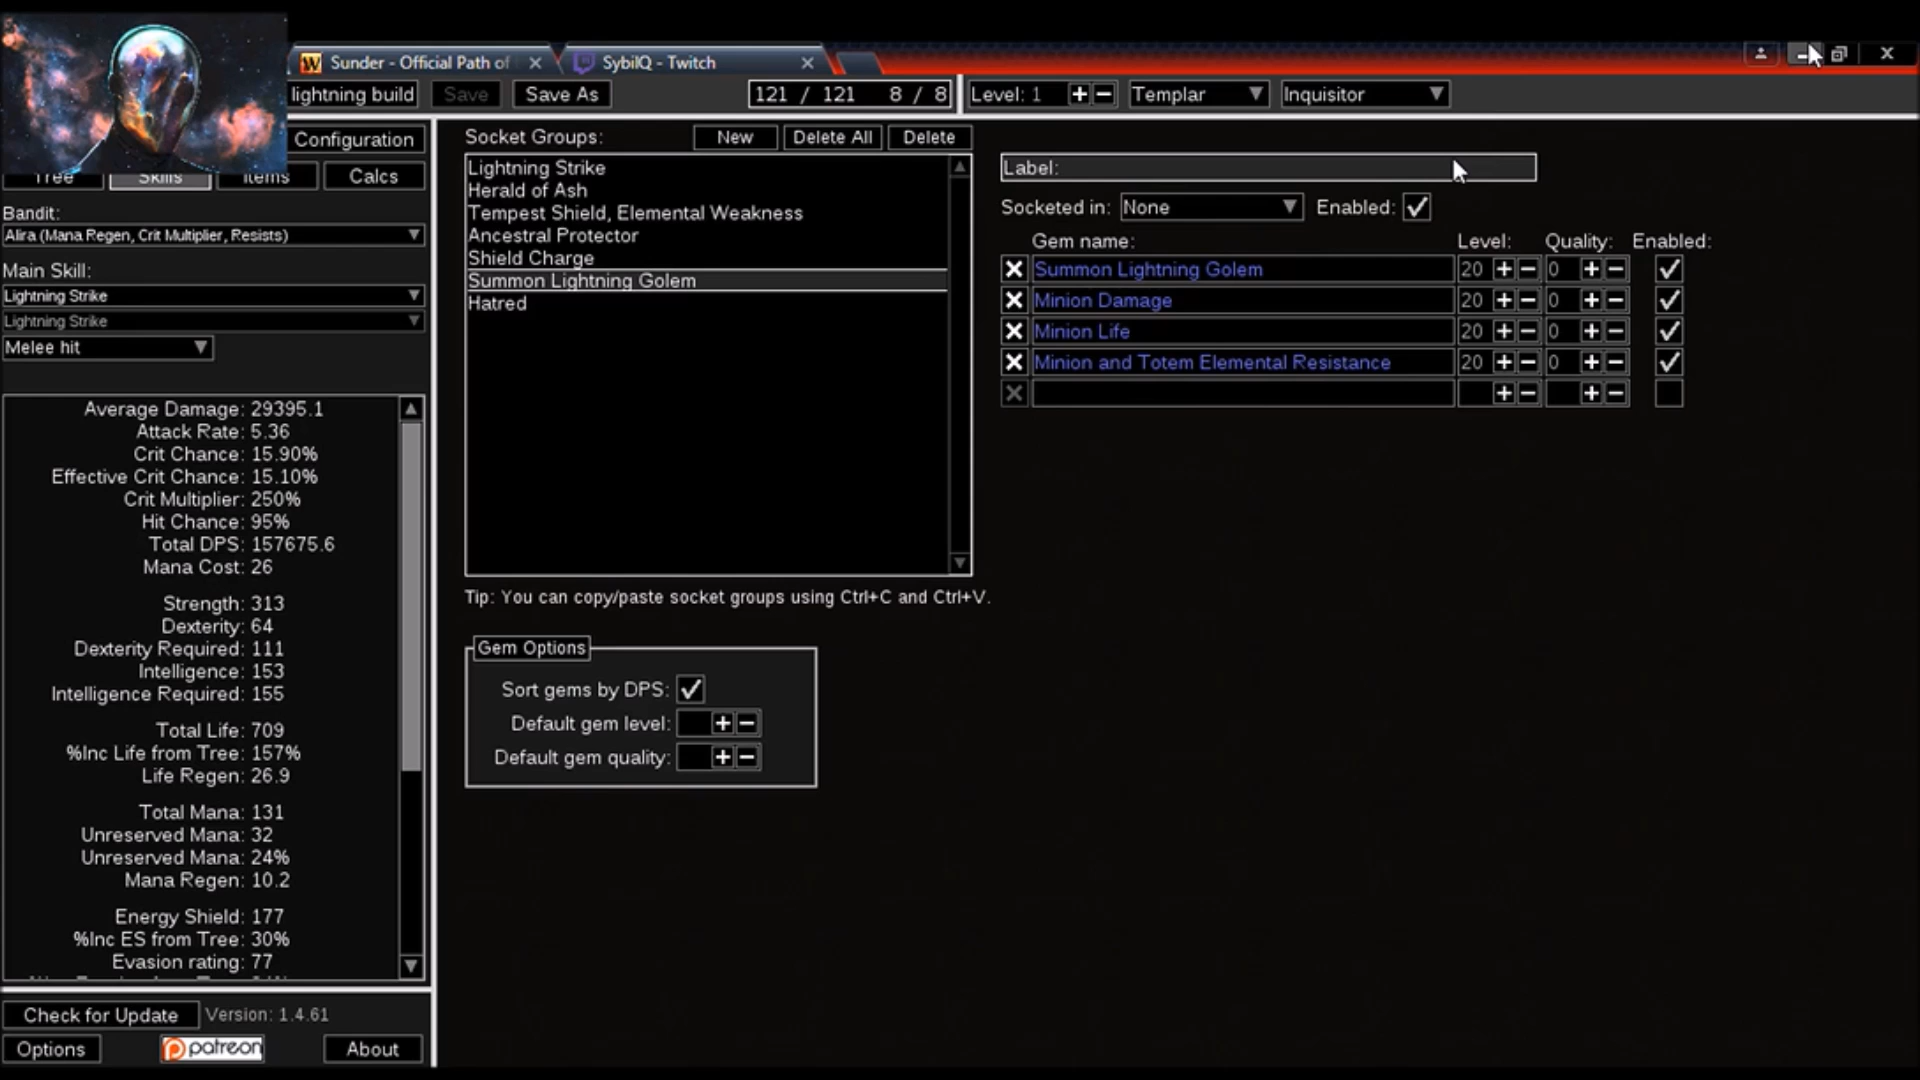 Sunder - Official Path of
SybilQ - Twitch
lightning build
Save
Save As
121 / 121 8 / 8
Level: 1
Templar
Inquisitor
Configuration
Tree
Skills
Items
Calcs
Bandit:
Alira (Mana Regen, Crit Multiplier, Resists)
Main Skill:
Lightning Strike
Lightning Strike
Melee hit
Average Damage: 29395.1
Attack Rate: 5.36
Crit Chance: 15.90%
Effective Crit Chance: 15.10%
Crit Multiplier: 250%
Hit Chance: 95%
Total DPS: 157675.6
Mana Cost: 26
Strength: 313
Dexterity: 64
Dexterity Required: 111
Intelligence: 153
Intelligence Required: 155
Total Life: 709
%Inc Life from Tree: 157%
Life Regen: 26.9
Total Mana: 131
Unreserved Mana: 32
Unreserved Mana: 24%
Mana Regen: 10.2
Energy Shield: 177
%Inc ES from Tree: 30%
Evasion rating: 77
Check for Update
Version: 1.4.61
Options
patreon
About
Socket Groups:
New
Delete All
Delete
Lightning Strike
Herald of Ash
Tempest Shield, Elemental Weakness
Ancestral Protector
Shield Charge
Summon Lightning Golem
Hatred
Tip: You can copy/paste socket groups using Ctrl+C and Ctrl+V.
Gem Options
Sort gems by DPS:
Default gem level:
Default gem quality:
Label:
Socketed in: None
Enabled:
Gem name: Level: Quality: Enabled:
Summon Lightning Golem 20 0
Minion Damage 20 0
Minion Life 20 0
Minion and Totem Elemental Resistance 20 0